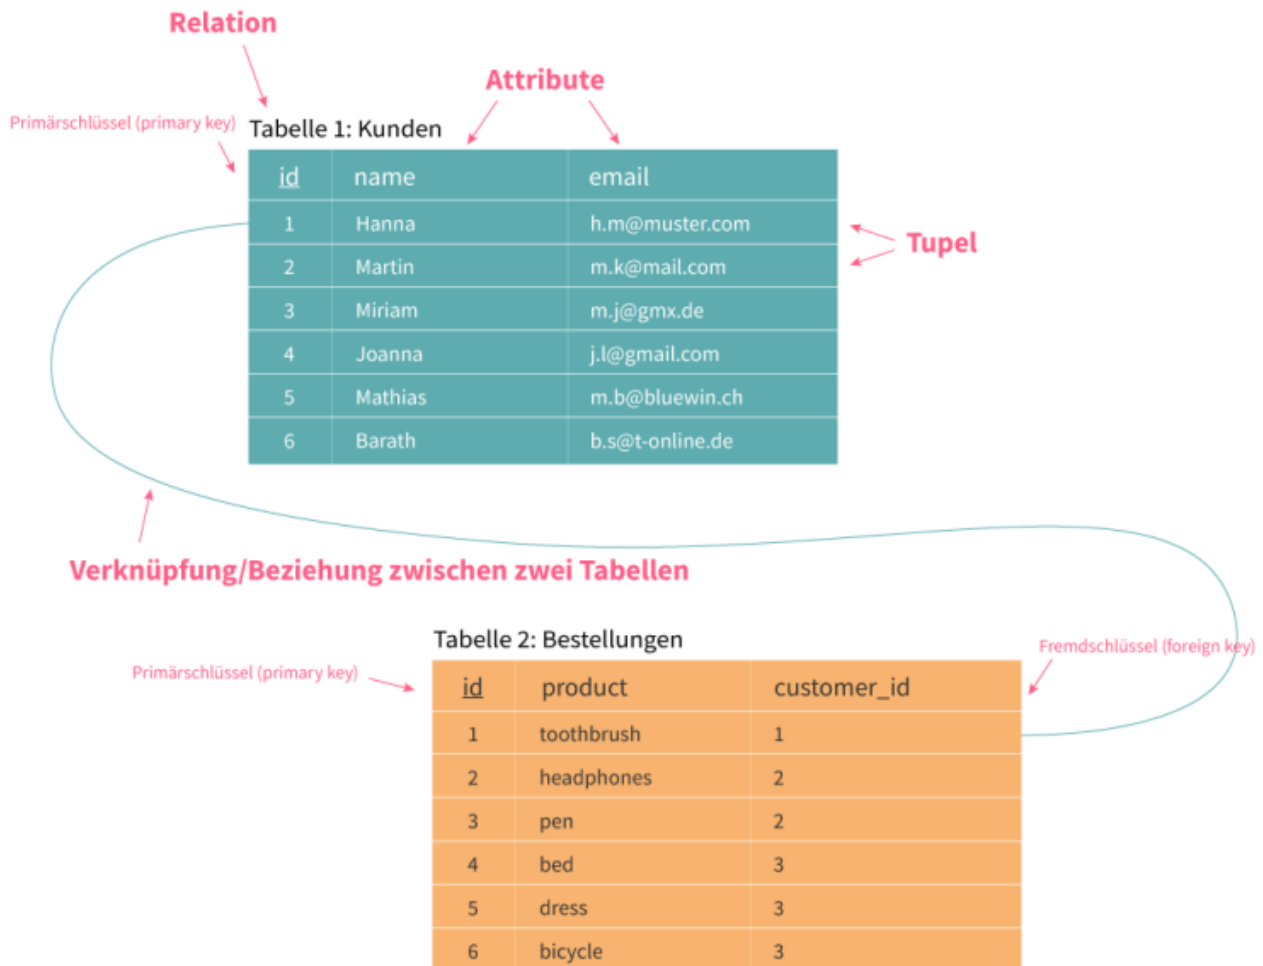 Relation
Attribute
Primärschlüssel (primary key)
Tabelle 1: Kunden
id name email
1 Hanna h.m@muster.com
Tupel
2 Martin m.k@mail.com
3 Miriam m.j@gmx.de
4 Joanna j.l@gmail.com
5 Mathias m.b@bluewin.ch
6 Barath b.s@t-online.de
Verknüpfung/Beziehung zwischen zwei Tabellen
Tabelle 2: Bestellungen
Fremdschlüssel (foreign key)
Primärschlüssel (primary key)
id product customer_id
1 toothbrush 1
2 headphones 2
3 pen 2
4 bed 3
5 dress 3
6 bicycle 3